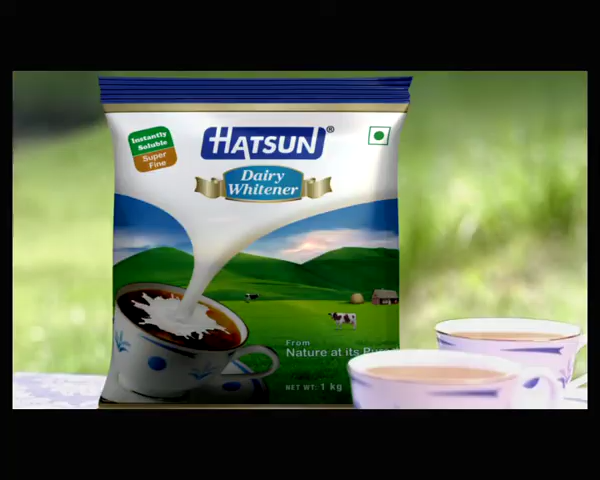 Instantly
Soluble
Super
Fine
HATSUN®
Dairy
Whitener
From
Nature at its
NET WT: 1 kg